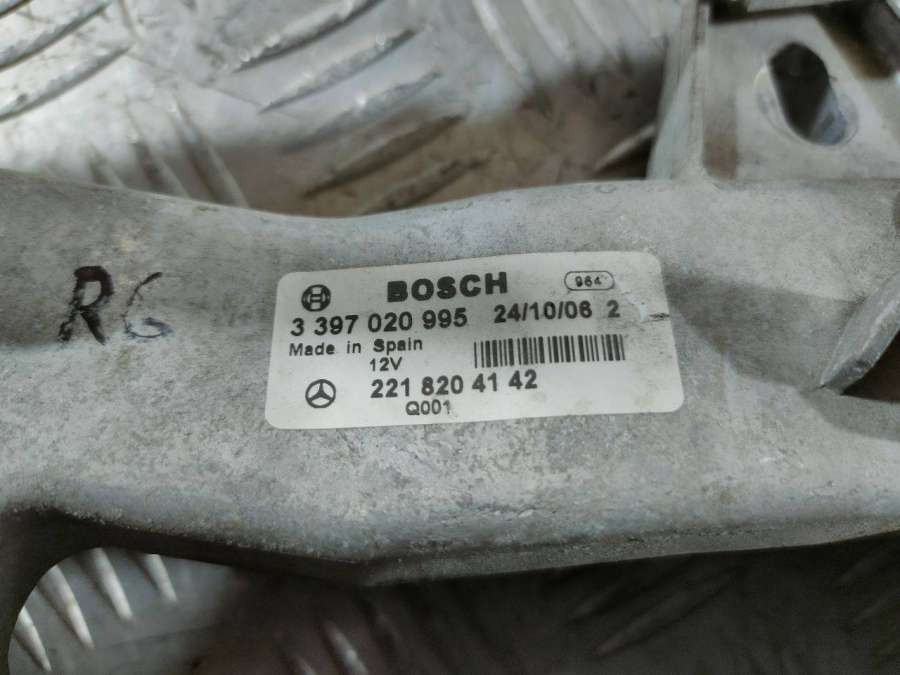 R6
BOSCH 964
3 397 020 995 24/10/06 2
Made in Spain
12V
221 820 41 42
Q001